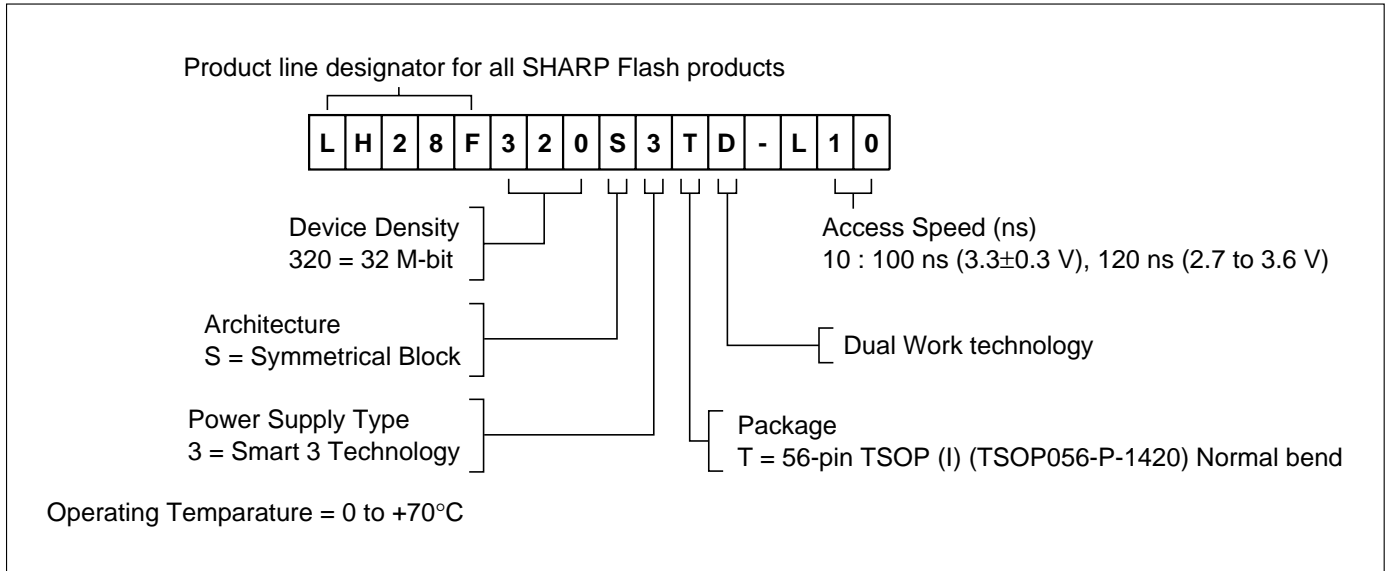 Product line designator for all SHARP Flash products
L H 2 8 F 3 2 0 S 3 T D - L 1 0
Device Density
320 = 32 M-bit
Access Speed (ns)
10 : 100 ns (3.3±0.3 V), 120 ns (2.7 to 3.6 V)
Architecture
S = Symmetrical Block
Dual Work technology
Power Supply Type
3 = Smart 3 Technology
Package
T = 56-pin TSOP (I) (TSOP056-P-1420) Normal bend
Operating Temparature = 0 to +70°C